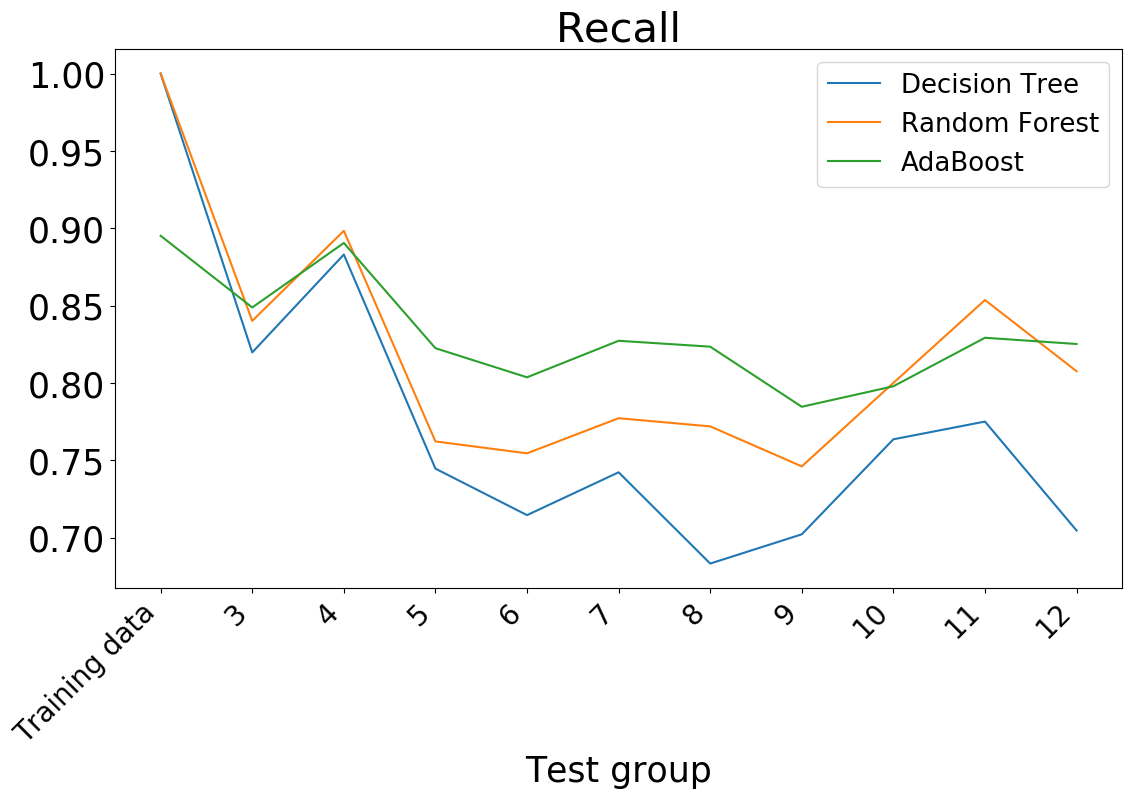 Recall
1.00
0.95
0.90
0.85
0.80
0.75
0.70
Decision Tree
Random Forest
AdaBoost
Training data
3
4
5
6
7
8
9
10
11
12
Test group